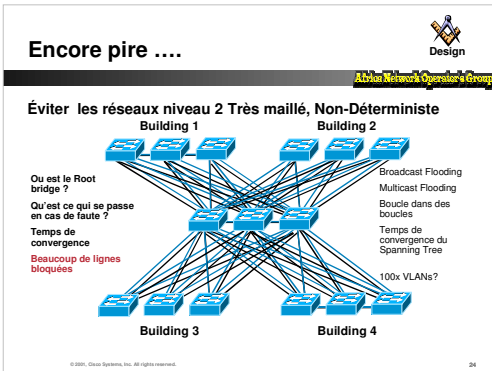 Encore pire ….
Design
Africa Network Operators Group
Éviter les réseaux niveau 2 Très maillé, Non-Déterministe
Building 1
Building 2
Ou est le Root
bridge ?
Qu'est ce qui se passe
en cas de faute ?
Temps de
convergence
Beaucoup de lignes
bloquées
Broadcast Flooding
Multicast Flooding
Boucle dans des
boucles
Temps de
convergence du
Spanning Tree
100x VLANs?
Building 3
Building 4
© 2001, Cisco Systems, Inc. All rights reserved.
24